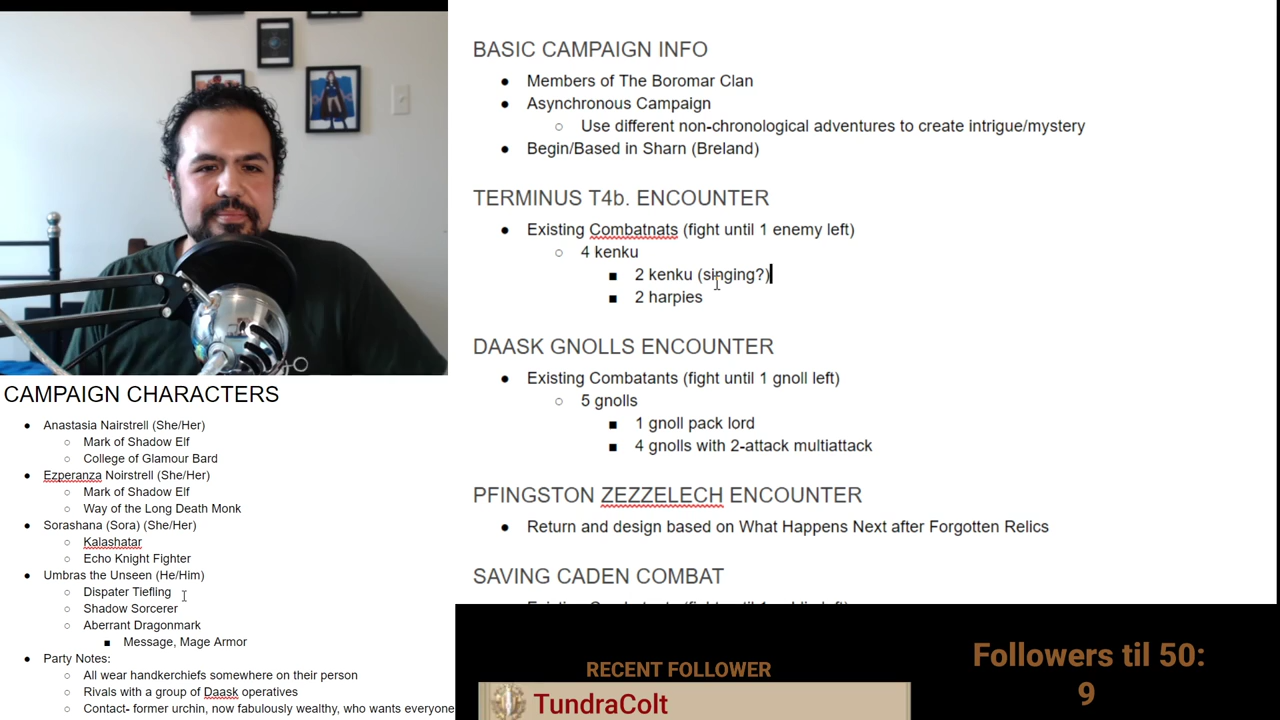 BASIC CAMPAIGN INFO
● Members of The Boromar Clan
● Asynchronous Campaign
○ Use different non-chronological adventures to create intrigue/mystery
● Begin/Based in Sharn (Breland)
TERMINUS T4b. ENCOUNTER
● Existing Combatnats (fight until 1 enemy left)
○ 4 kenku
■ 2 kenku (singing?)
■ 2 harpies
DAASK GNOLLS ENCOUNTER
● Existing Combatants (fight until 1 gnoll left)
○ 5 gnolls
■ 1 gnoll pack lord
■ 4 gnolls with 2-attack multiattack
PFINGSTON ZEZZELECH ENCOUNTER
● Return and design based on What Happens Next after Forgotten Relics
SAVING CADEN COMBAT
CAMPAIGN CHARACTERS
● Anastasia Nairstrell (She/Her)
○ Mark of Shadow Elf
○ College of Glamour Bard
● Ezperanza Noirstrell (She/Her)
○ Mark of Shadow Elf
○ Way of the Long Death Monk
● Sorashana (Sora) (She/Her)
○ Kalashatar
○ Echo Knight Fighter
● Umbras the Unseen (He/Him)
○ Dispater Tiefling
○ Shadow Sorcerer
○ Aberrant Dragonmark
■ Message, Mage Armor
● Party Notes:
○ All wear handkerchiefs somewhere on their person
○ Rivals with a group of Daask operatives
○ Contact- former urchin, now fabulously wealthy, who wants everyone
RECENT FOLLOWER
TundraColt
Followers til 50:
9